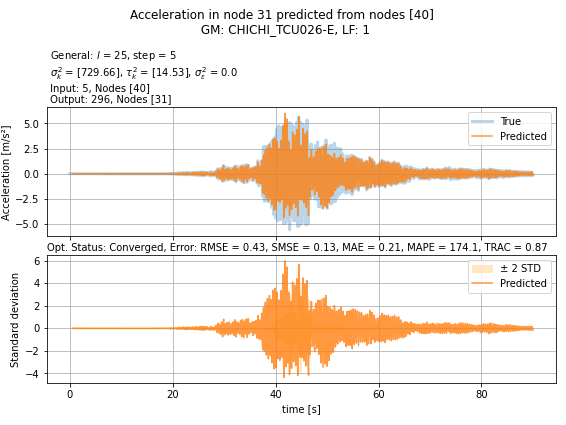 Acceleration in node 31 predicted from nodes [40]
GM: CHICHI_TCU026-E, LF: 1
General: l = 25, step = 5
σ²ₖ = [729.66], τ²ₖ = [14.53], σ²ε = 0.0
Input: 5, Nodes [40]
Output: 296, Nodes [31]
Acceleration [m/s²]
5.0
2.5
0.0
−2.5
−5.0
True
Predicted
Opt. Status: Converged, Error: RMSE = 0.43, SMSE = 0.13, MAE = 0.21, MAPE = 174.1, TRAC = 0.87
Standard deviation
6
4
2
0
−2
−4
± 2 STD
Predicted
0
20
40
60
80
time [s]